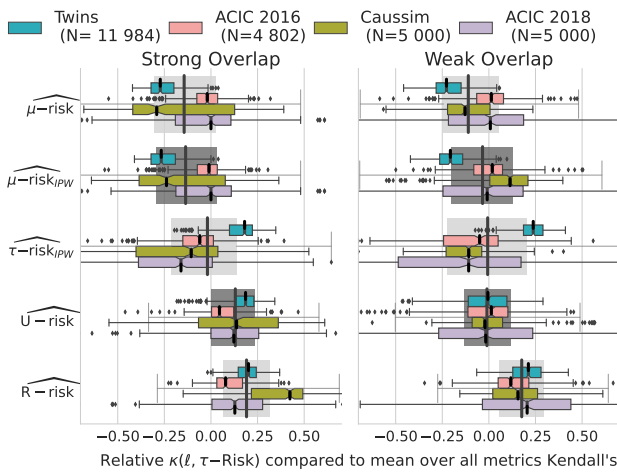 Twins (N= 11 984)
ACIC 2016 (N=4 802)
Caussim (N=5 000)
ACIC 2018 (N=5 000)
Strong Overlap
Weak Overlap
μ−risk
μ−risk_IPW
τ−risk_IPW
U−risk
R−risk
−0.50 −0.25 0.00 0.25 0.50
−0.50 −0.25 0.00 0.25 0.50
Relative κ(ℓ, τ−Risk) compared to mean over all metrics Kendall's